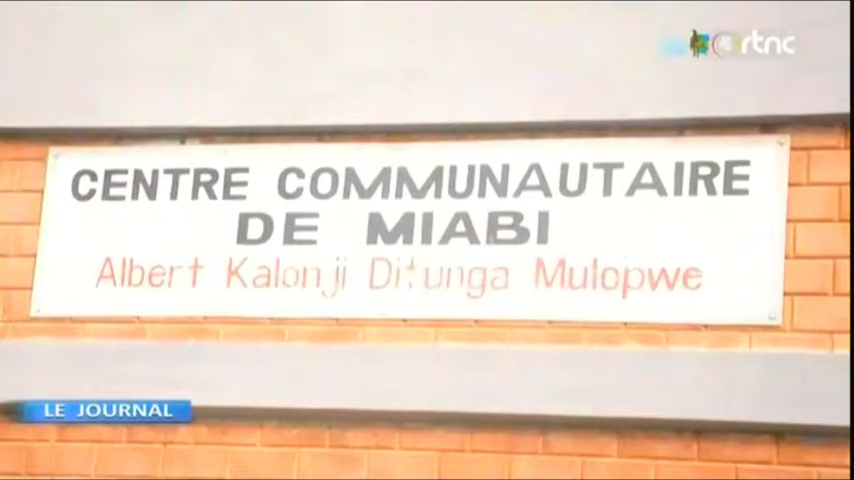 rtnc
CENTRE COMMUNAUTAIRE
DE MIABI
Albert Kalonji Ditunga Mulopwe
LE JOURNAL